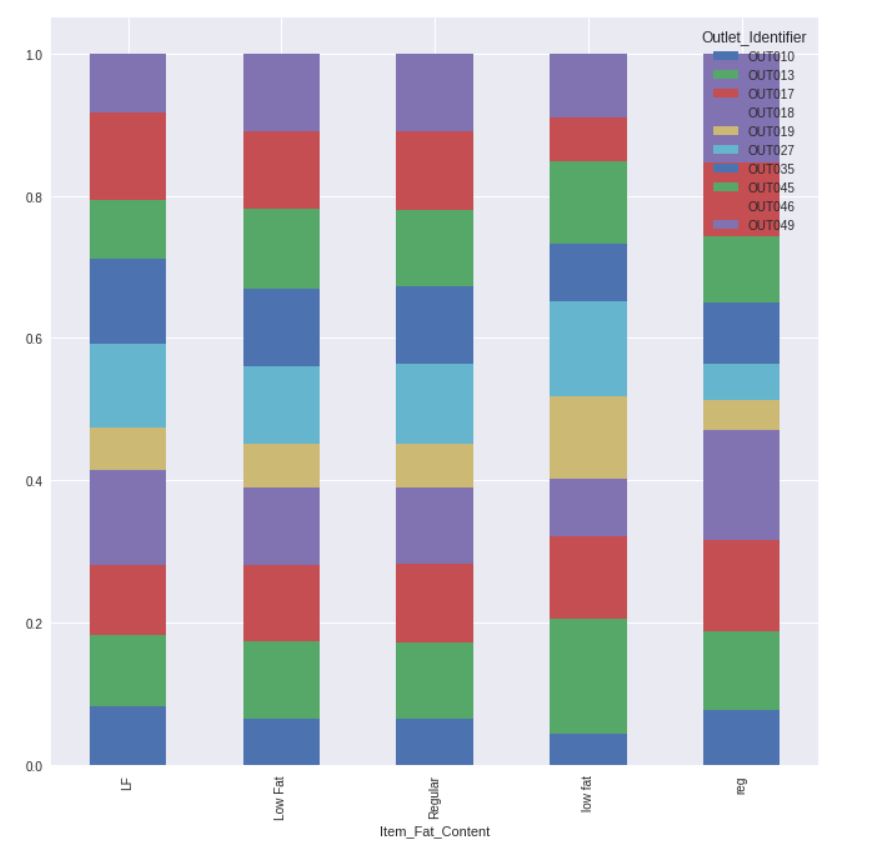 Outlet_Identifier
OUT010
OUT013
OUT017
OUT018
OUT019
OUT027
OUT035
OUT045
OUT046
OUT049
1.0
0.8
0.6
0.4
0.2
0.0
LF
Low Fat
Regular
low fat
reg
Item_Fat_Content